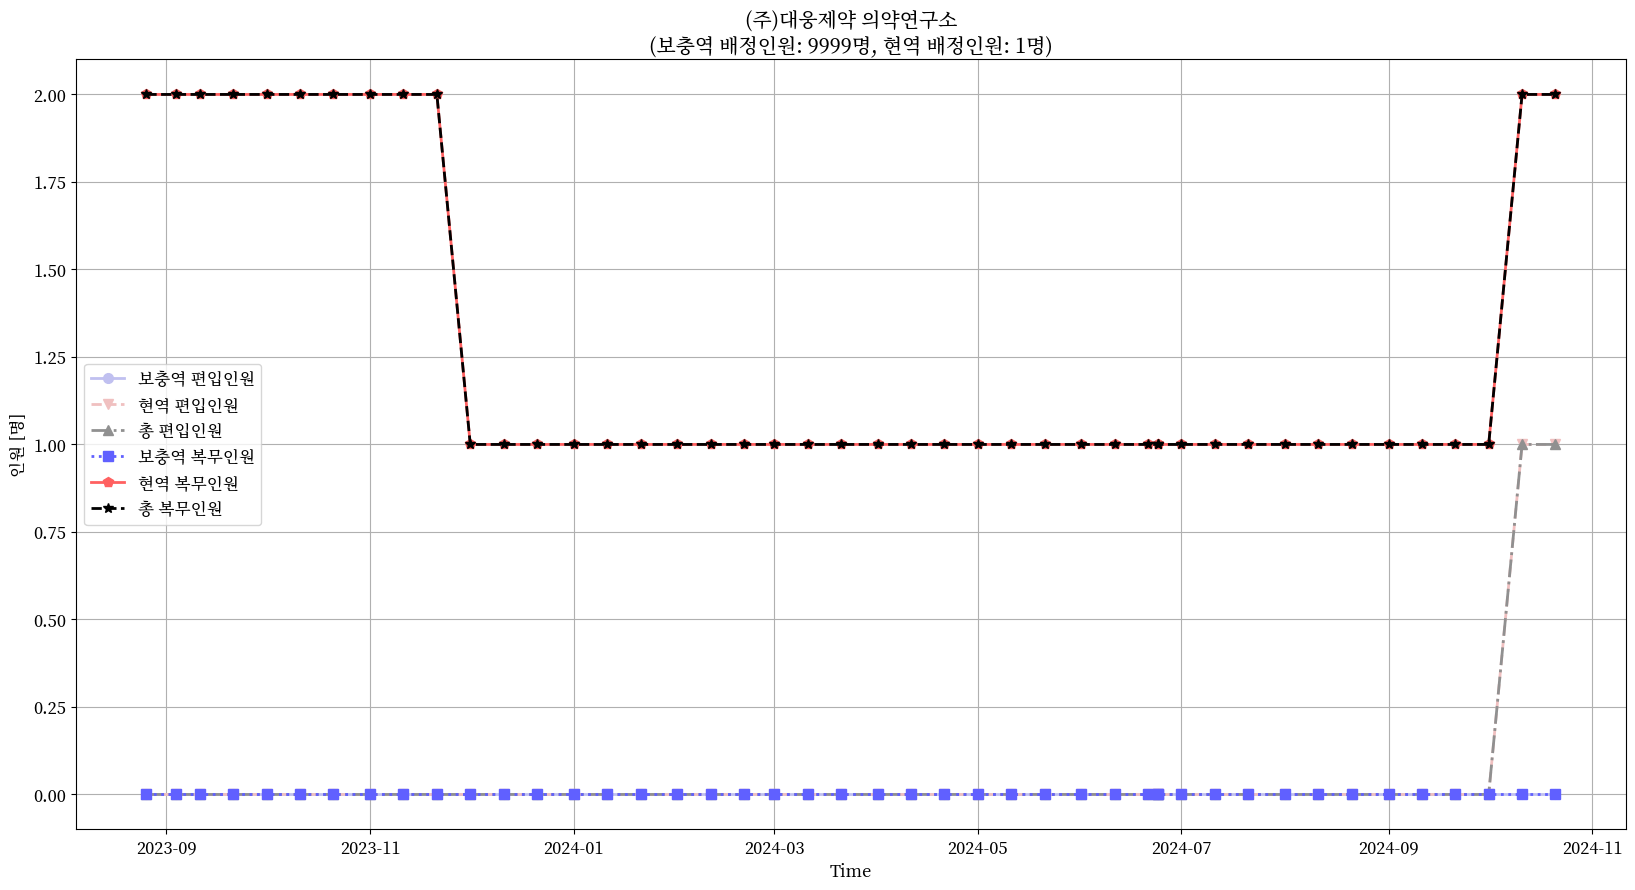 (주)대웅제약 의약연구소
(보충역 배정인원: 9999명, 현역 배정인원: 1명)
2.00
1.75
1.50
1.25
1.00
0.75
0.50
0.25
0.00
인원 [명]
보충역 편입인원
현역 편입인원
총 편입인원
보충역 복무인원
현역 복무인원
총 복무인원
2023-09 2023-11 2024-01 2024-03 2024-05 2024-07 2024-09 2024-11
Time